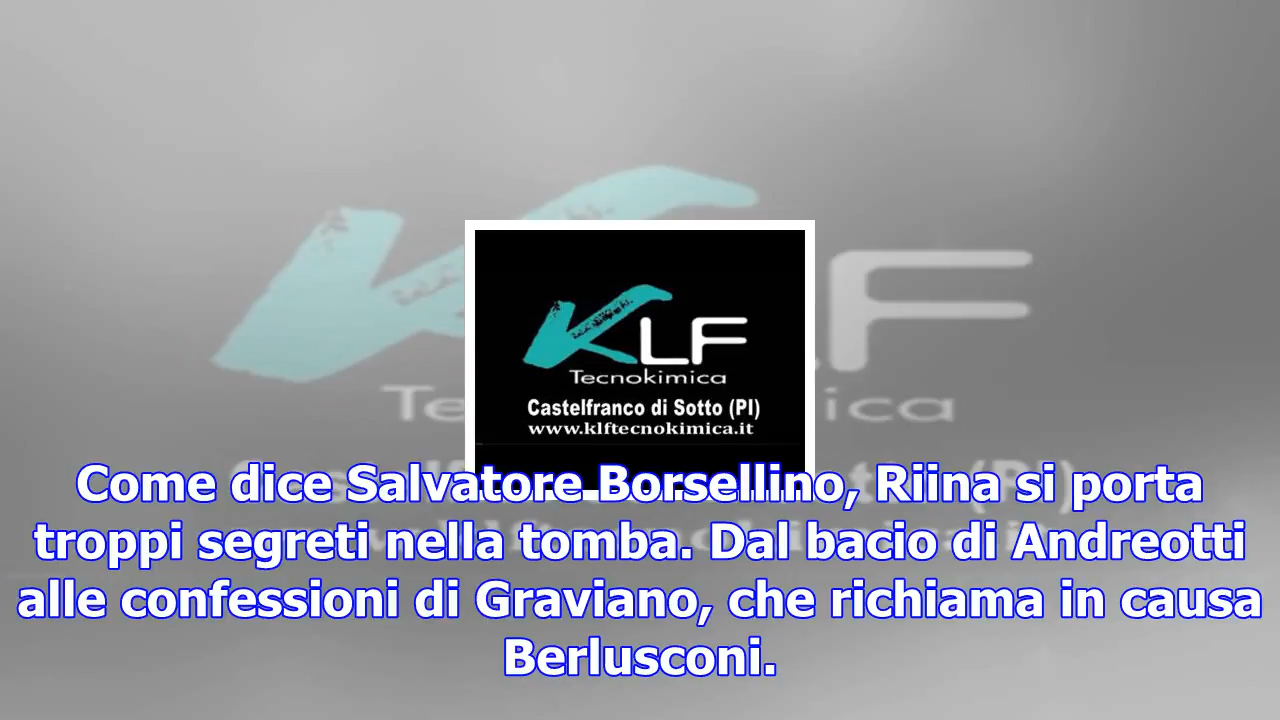 KLF
Tecnokimica
Castelfranco di Sotto (PI)
www.klftecnokimica.it
Come dice Salvatore Borsellino, Riina si porta
troppi segreti nella tomba. Dal bacio di Andreotti
alle confessioni di Graviano, che richiama in causa
Berlusconi.